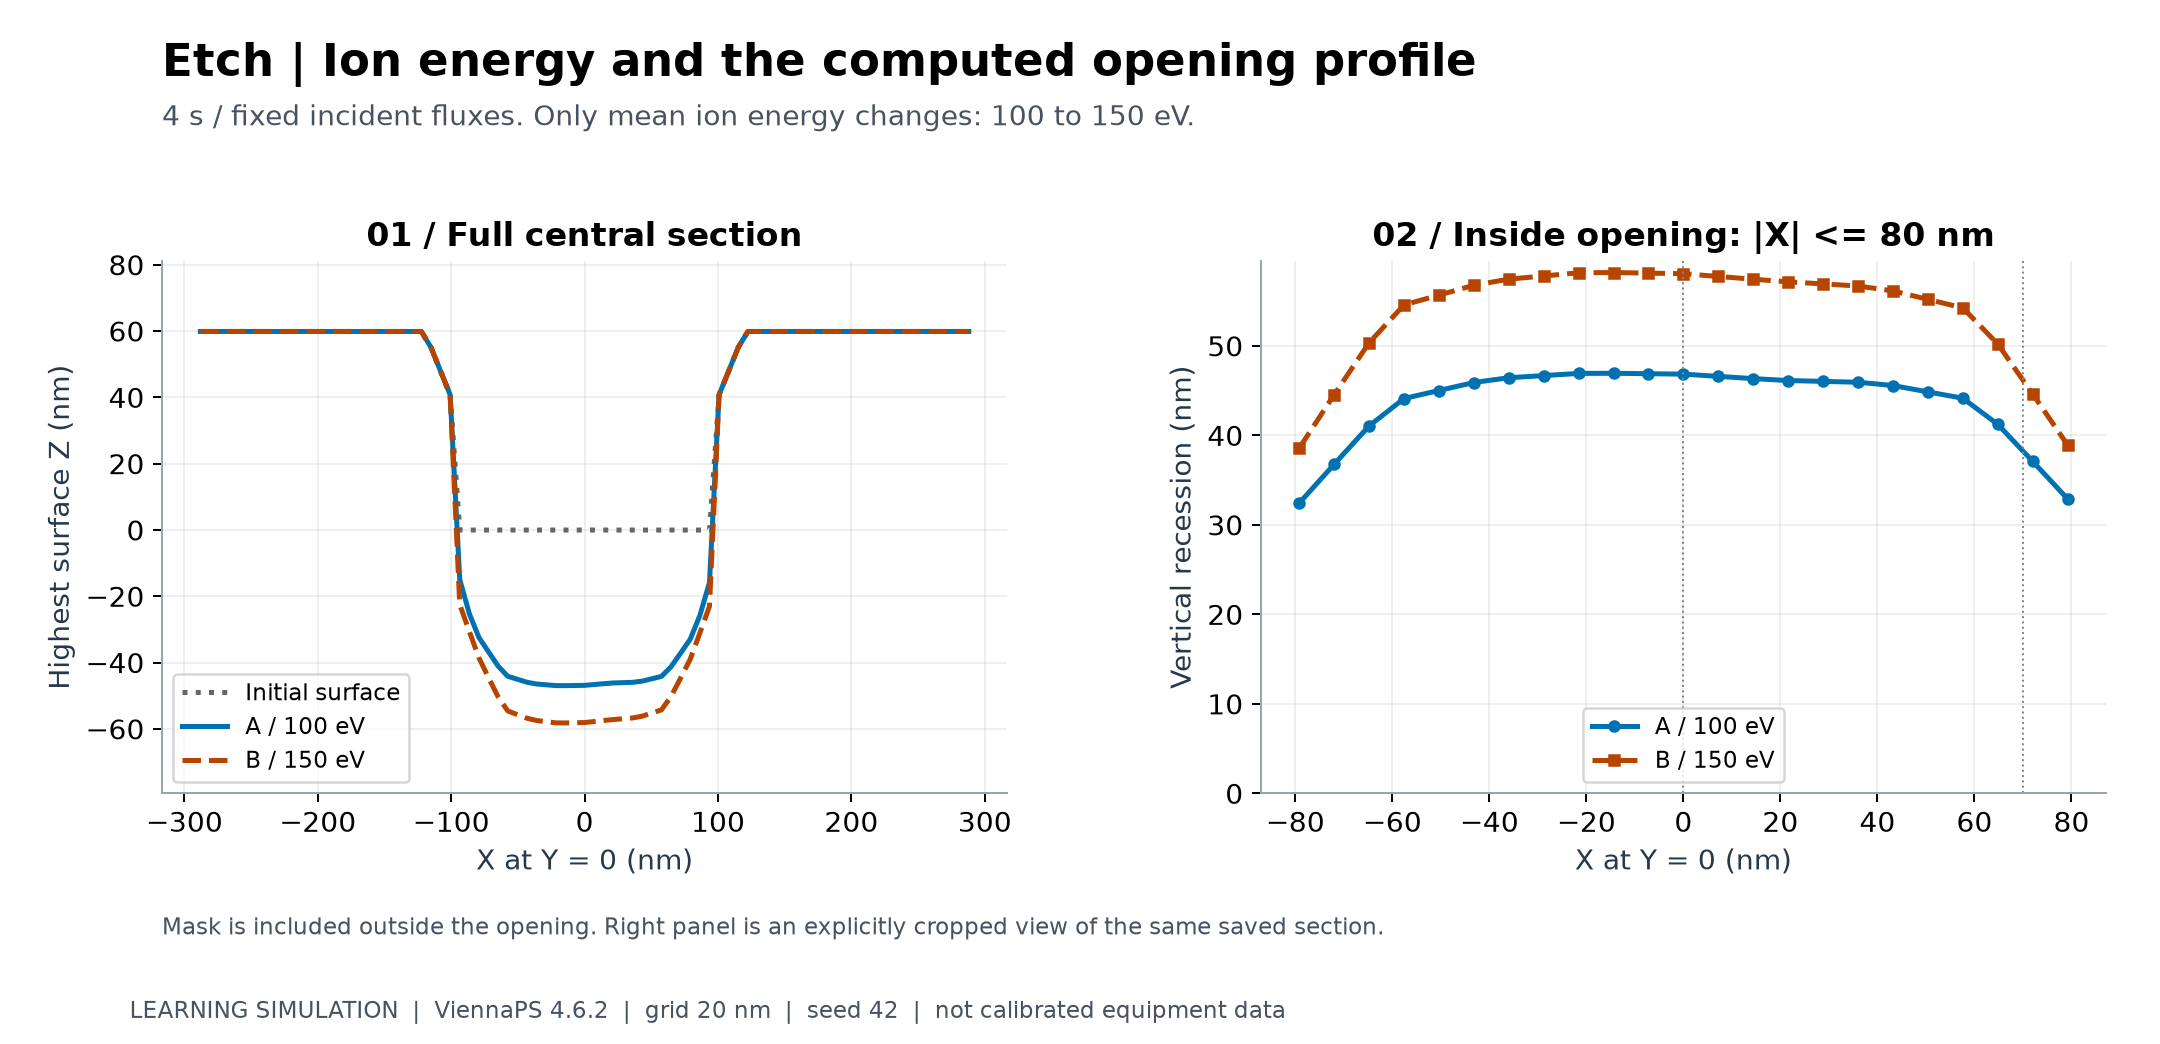 Etch | Ion energy and the computed opening profile
4 s / fixed incident fluxes. Only mean ion energy changes: 100 to 150 eV.
01 / Full central section
80
60
40
20
0
−20
−40
−60
Highest surface Z (nm)
Initial surface
A / 100 eV
B / 150 eV
−300
−200
−100
0
100
200
300
X at Y = 0 (nm)
02 / Inside opening: |X| <= 80 nm
50
40
30
20
10
0
Vertical recession (nm)
A / 100 eV
B / 150 eV
−80
−60
−40
−20
0
20
40
60
80
X at Y = 0 (nm)
Mask is included outside the opening. Right panel is an explicitly cropped view of the same saved section.
LEARNING SIMULATION | ViennaPS 4.6.2 | grid 20 nm | seed 42 | not calibrated equipment data